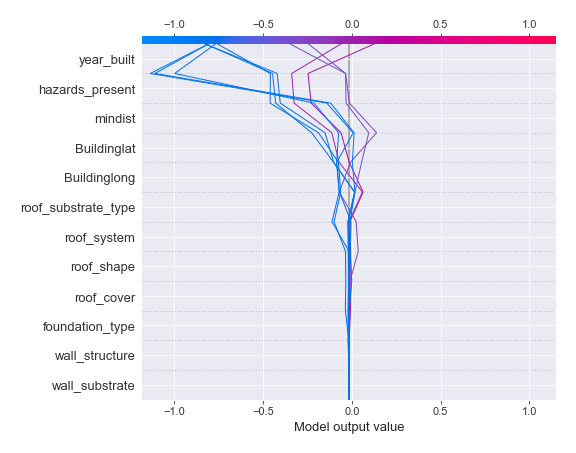 −1.0 −0.5 0.0 0.5 1.0
year_built
hazards_present
mindist
Buildinglat
Buildinglong
roof_substrate_type
roof_system
roof_shape
roof_cover
foundation_type
wall_structure
wall_substrate
−1.0 −0.5 0.0 0.5 1.0
Model output value